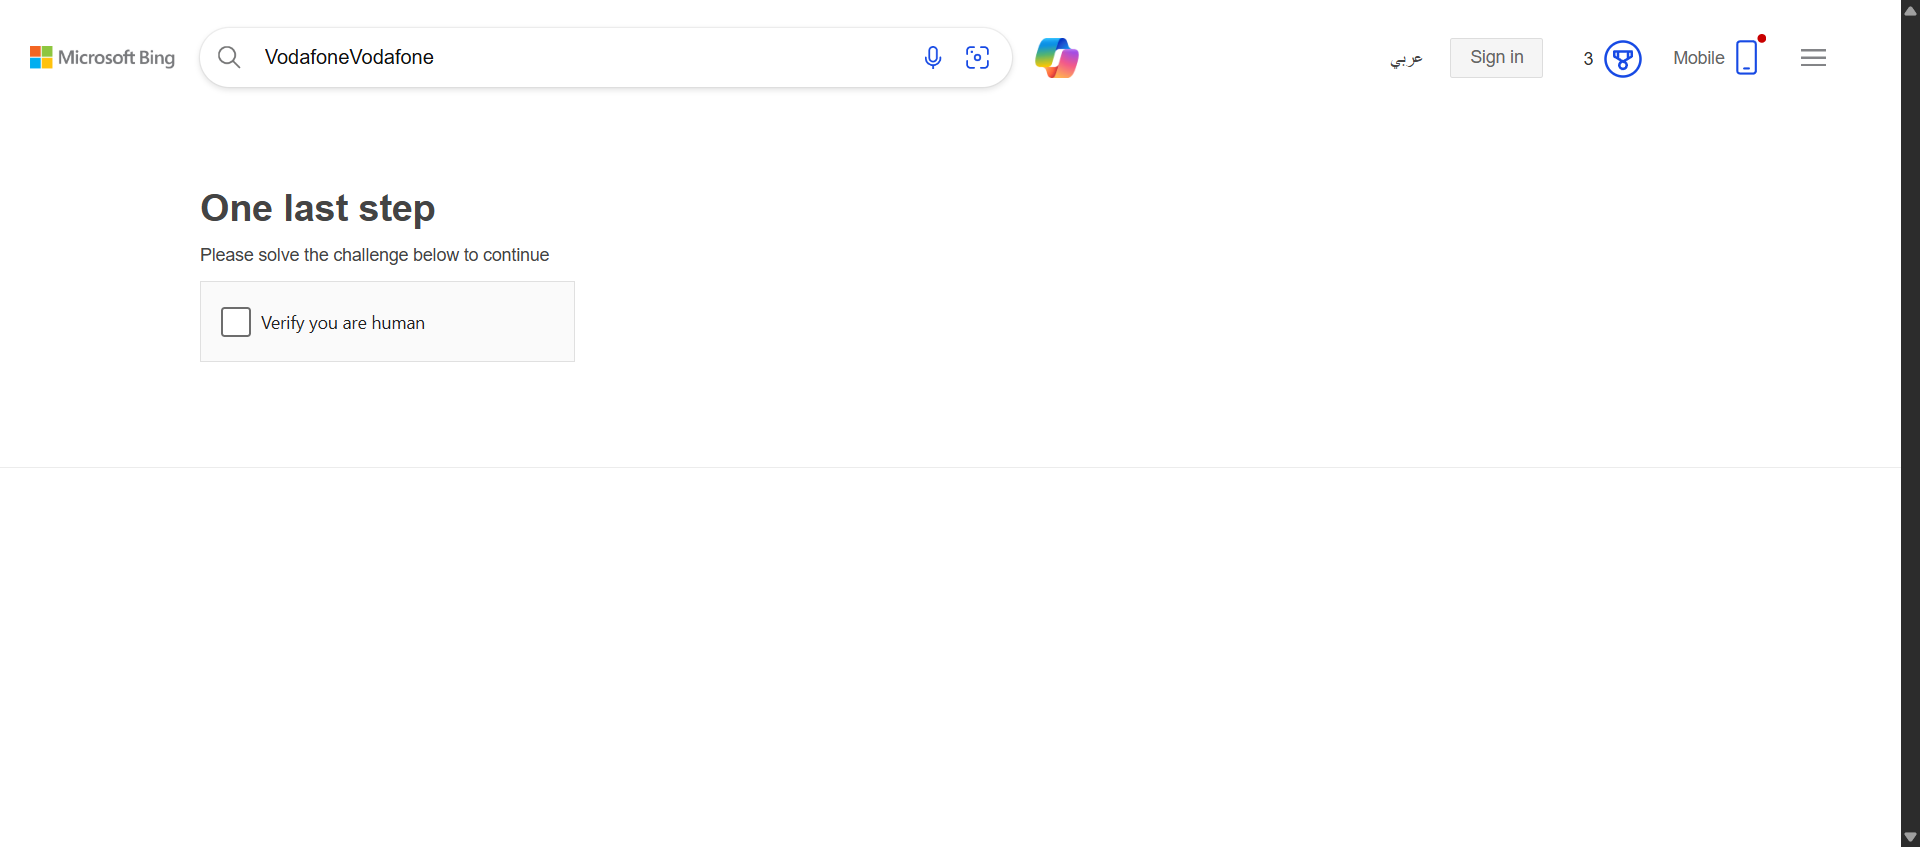 Microsoft Bing
VodafoneVodafone
عربي
Sign in
3
Mobile
One last step
Please solve the challenge below to continue
Verify you are human